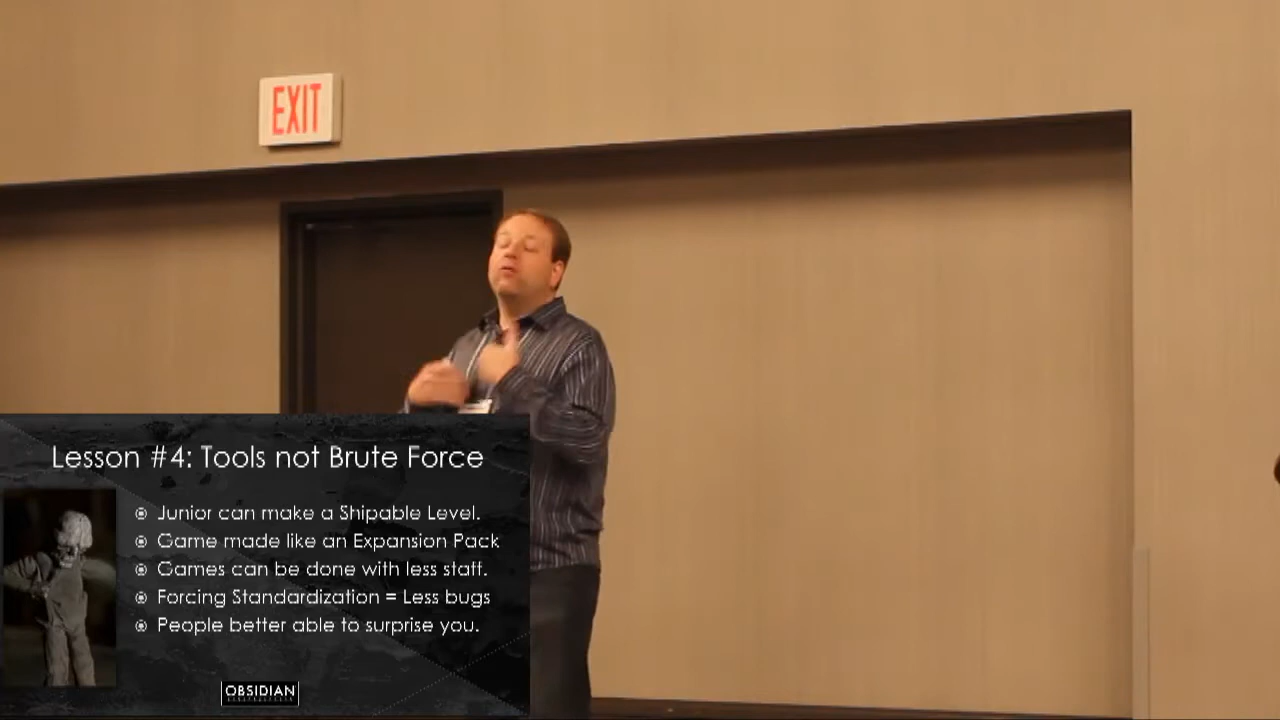 EXIT
Lesson #4: Tools not Brute Force
Junior can make a Shipable Level.
Game made like an Expansion Pack
Games can be done with less staff.
Forcing Standardization = Less bugs
People better able to surprise you.
OBSIDIAN